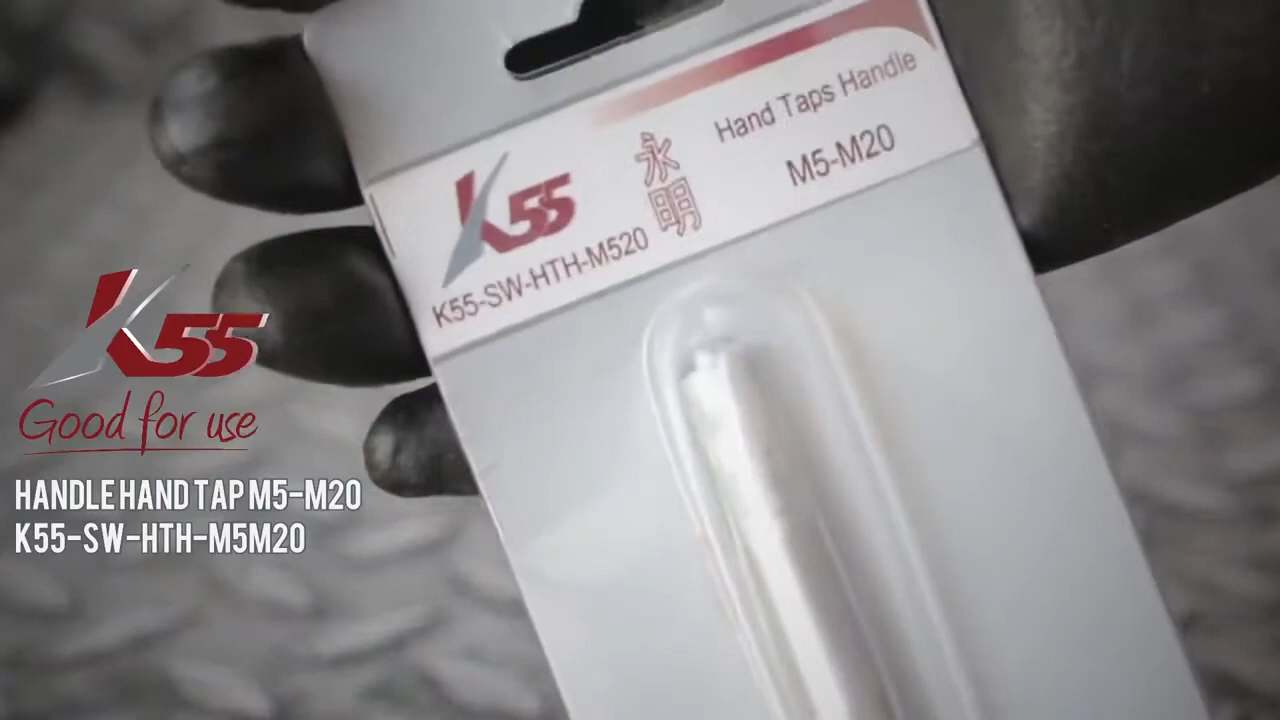 Hand Taps Handle
M5-M20
永明
K55
K55-SW-HTH-M520
K55
Good for use
HANDLE HAND TAP M5-M20
K55-SW-HTH-M5M20